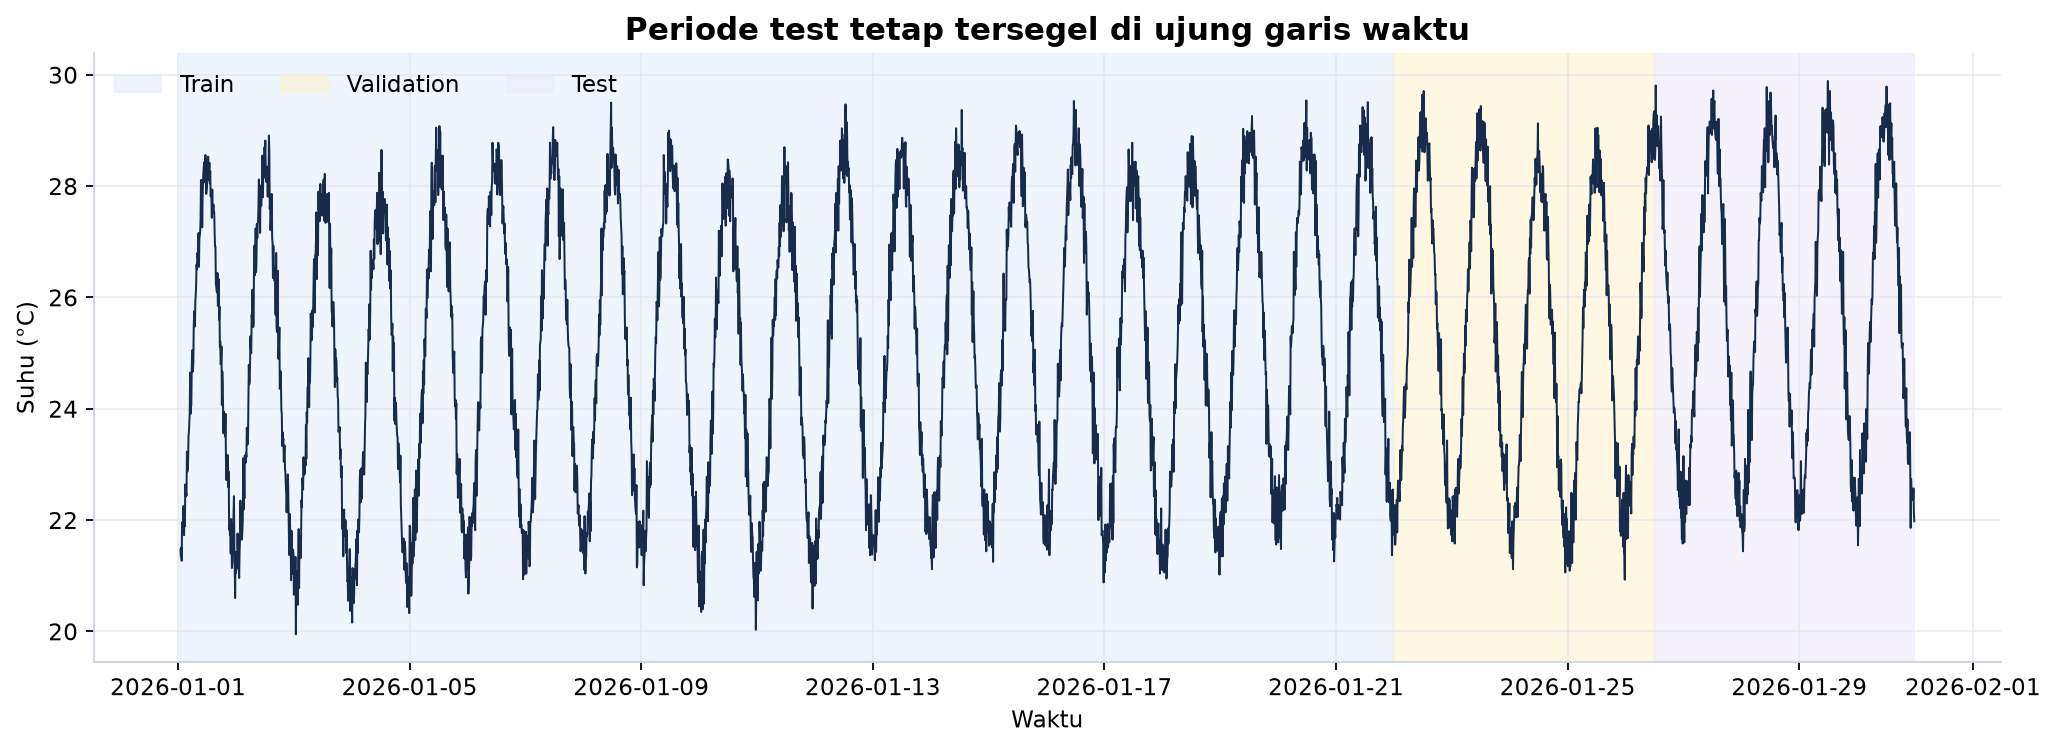 Periode test tetap tersegel di ujung garis waktu
Train Validation Test
Suhu (°C)
30
28
26
24
22
20
2026-01-01 2026-01-05 2026-01-09 2026-01-13 2026-01-17 2026-01-21 2026-01-25 2026-01-29 2026-02-01
Waktu